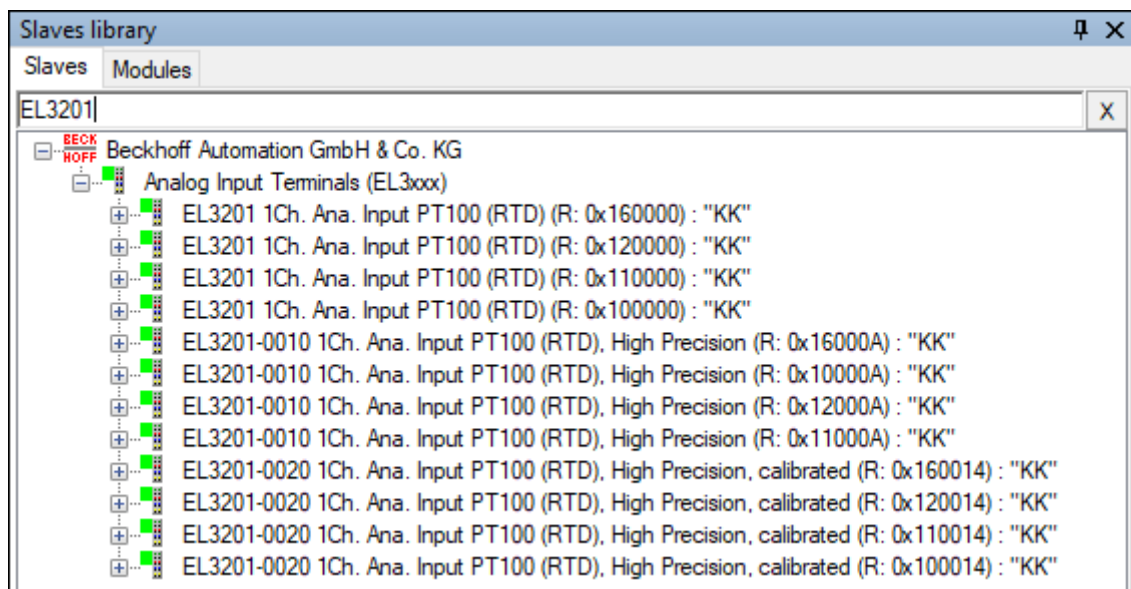 Slaves library
Slaves Modules
EL3201 X
BECK HOFF Beckhoff Automation GmbH & Co. KG
Analog Input Terminals (EL3xxx)
EL3201 1Ch. Ana. Input PT100 (RTD) (R: 0x160000) : "KK"
EL3201 1Ch. Ana. Input PT100 (RTD) (R: 0x120000) : "KK"
EL3201 1Ch. Ana. Input PT100 (RTD) (R: 0x110000) : "KK"
EL3201 1Ch. Ana. Input PT100 (RTD) (R: 0x100000) : "KK"
EL3201-0010 1Ch. Ana. Input PT100 (RTD), High Precision (R: 0x16000A) : "KK"
EL3201-0010 1Ch. Ana. Input PT100 (RTD), High Precision (R: 0x10000A) : "KK"
EL3201-0010 1Ch. Ana. Input PT100 (RTD), High Precision (R: 0x12000A) : "KK"
EL3201-0010 1Ch. Ana. Input PT100 (RTD), High Precision (R: 0x11000A) : "KK"
EL3201-0020 1Ch. Ana. Input PT100 (RTD), High Precision, calibrated (R: 0x160014) : "KK"
EL3201-0020 1Ch. Ana. Input PT100 (RTD), High Precision, calibrated (R: 0x120014) : "KK"
EL3201-0020 1Ch. Ana. Input PT100 (RTD), High Precision, calibrated (R: 0x110014) : "KK"
EL3201-0020 1Ch. Ana. Input PT100 (RTD), High Precision, calibrated (R: 0x100014) : "KK"